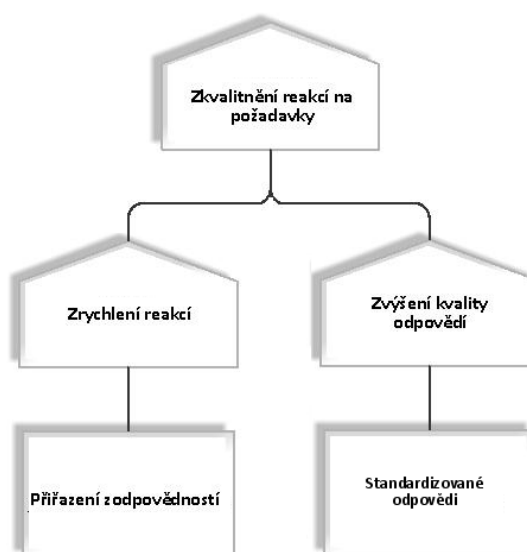 Zkvalitnění reakcí na
požadavky
Zrychlení reakcí
Zvýšení kvality
odpovědí
Přiřazení zodpovědností
Standardizované
odpovědi